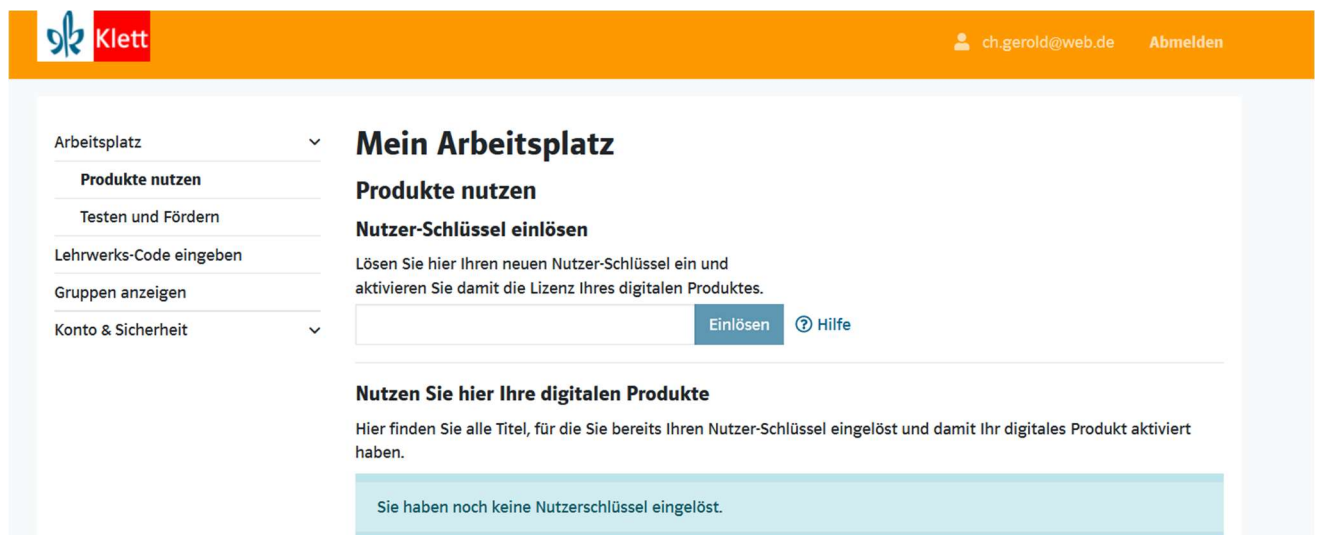 Klett
ch.gerold@web.de Abmelden
Arbeitsplatz
Produkte nutzen
Testen und Fördern
Lehrwerks-Code eingeben
Gruppen anzeigen
Konto & Sicherheit
Mein Arbeitsplatz
Produkte nutzen
Nutzer-Schlüssel einlösen
Lösen Sie hier Ihren neuen Nutzer-Schlüssel ein und
aktivieren Sie damit die Lizenz Ihres digitalen Produktes.
Einlösen ? Hilfe
Nutzen Sie hier Ihre digitalen Produkte
Hier finden Sie alle Titel, für die Sie bereits Ihren Nutzer-Schlüssel eingelöst und damit Ihr digitales Produkt aktiviert
haben.
Sie haben noch keine Nutzerschlüssel eingelöst.